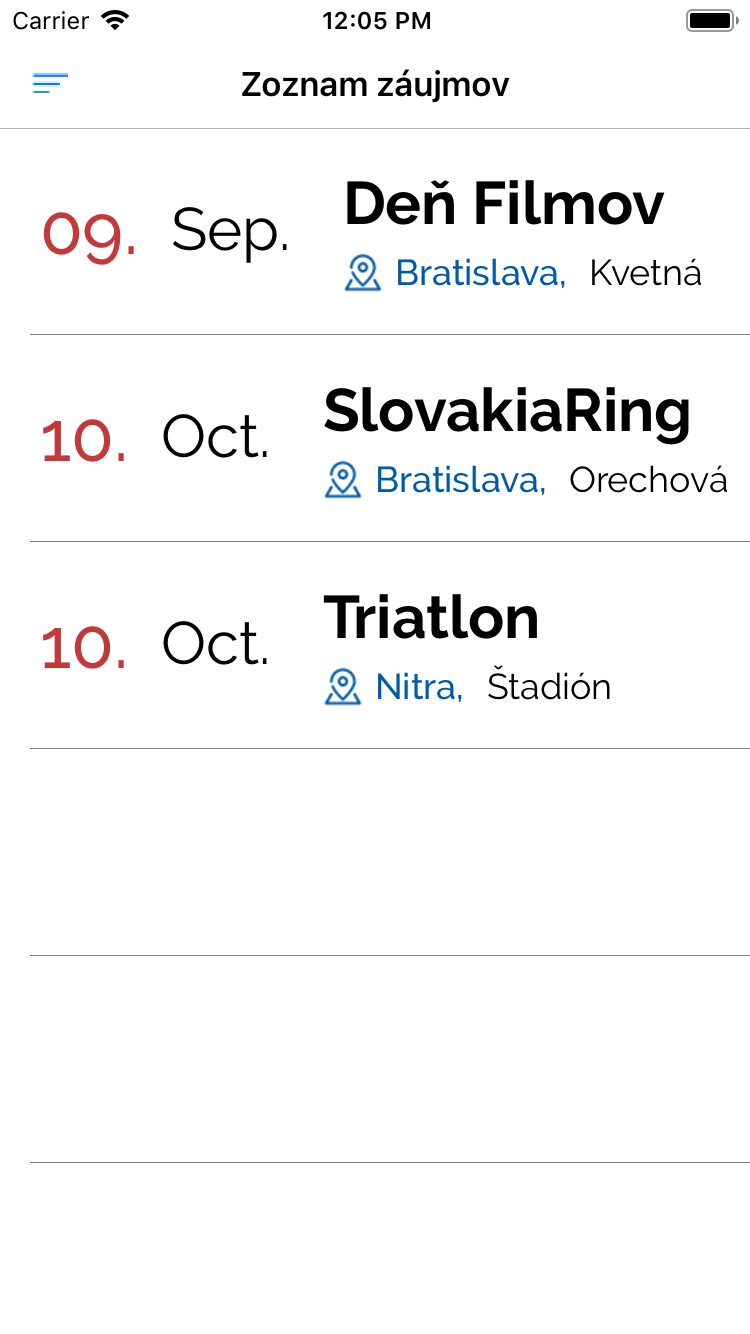 Carrier 12:05 PM
Zoznam záujmov
09. Sep. Deň Filmov
Bratislava, Kvetná
10. Oct. SlovakiaRing
Bratislava, Orechová
10. Oct. Triatlon
Nitra, Štadión